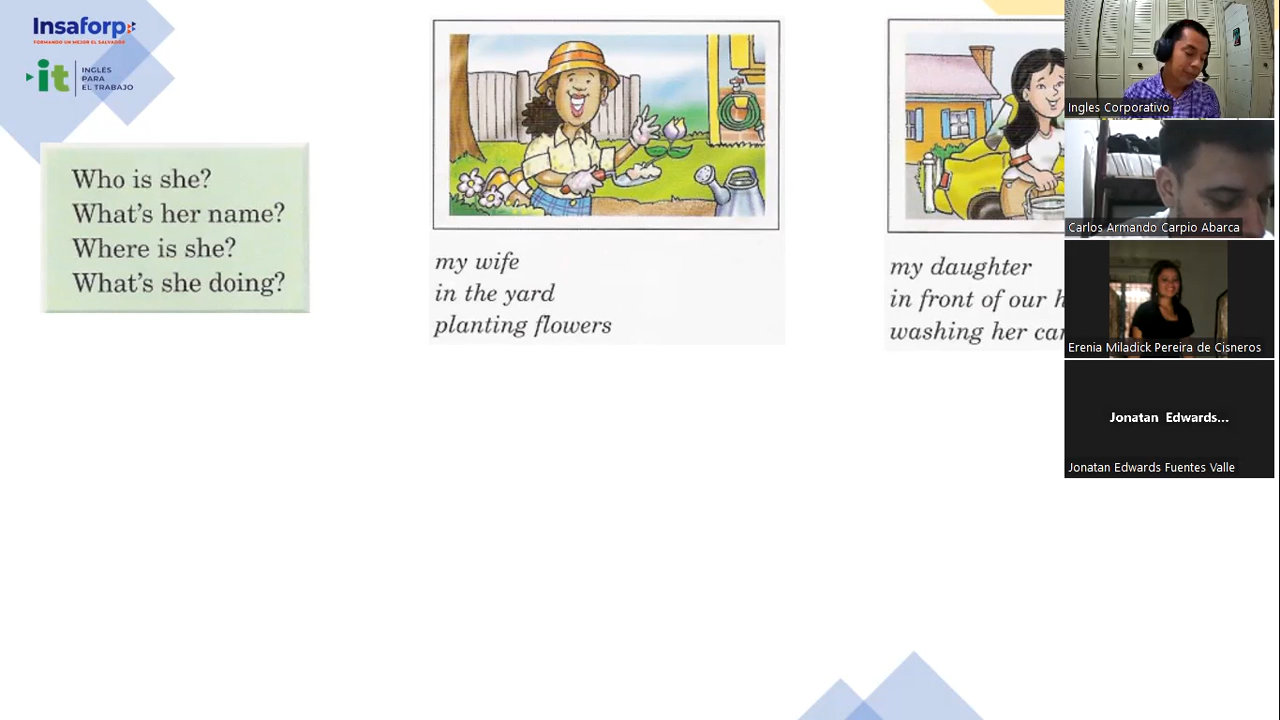 Insaforp
FORMANDO UN MEJOR EL SALVADOR
it
INGLÉS
PARA
EL TRABAJO
Who is she?
What's her name?
Where is she?
What's she doing?
my wife
in the yard
planting flowers
my daughter
in front of our h
washing her car
Ingles Corporativo
Carlos Armando Carpio Abarca
Erenia Miladick Pereira de Cisneros
Jonatan Edwards...
Jonatan Edwards Fuentes Valle